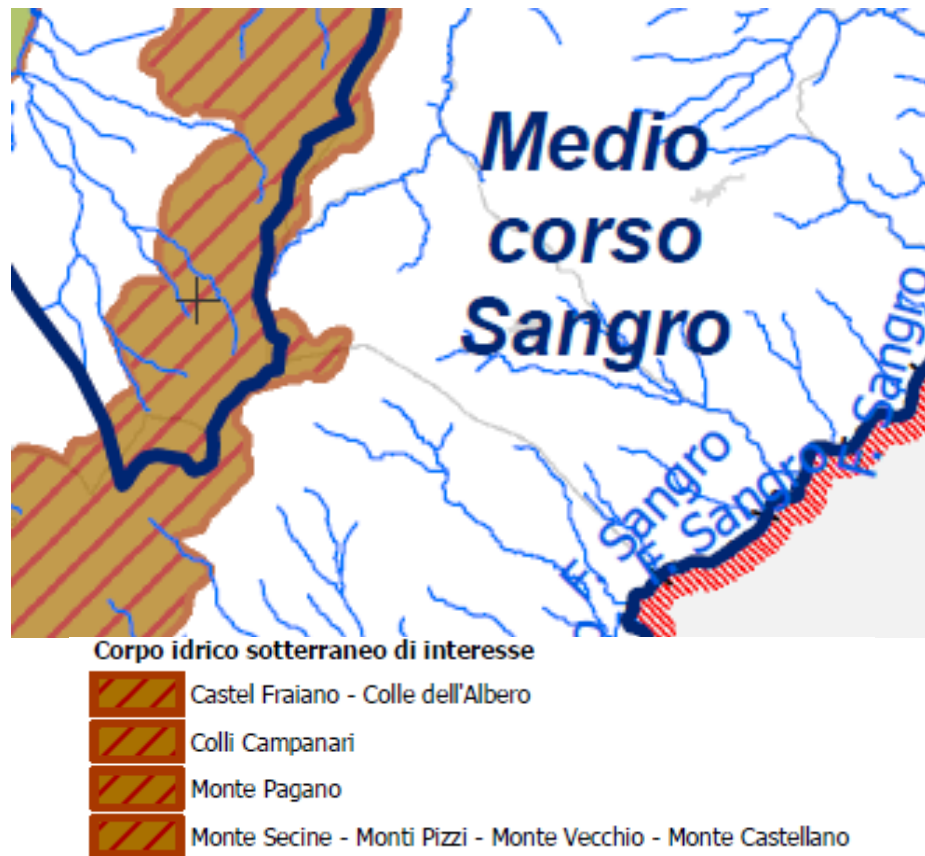 Medio
corso
Sangro
F. Sangro
F. Sangro
F. Sangro
Corpo idrico sotterraneo di interesse
Castel Fraiano - Colle dell'Albero
Colli Campanari
Monte Pagano
Monte Secine - Monti Pizzi - Monte Vecchio - Monte Castellano